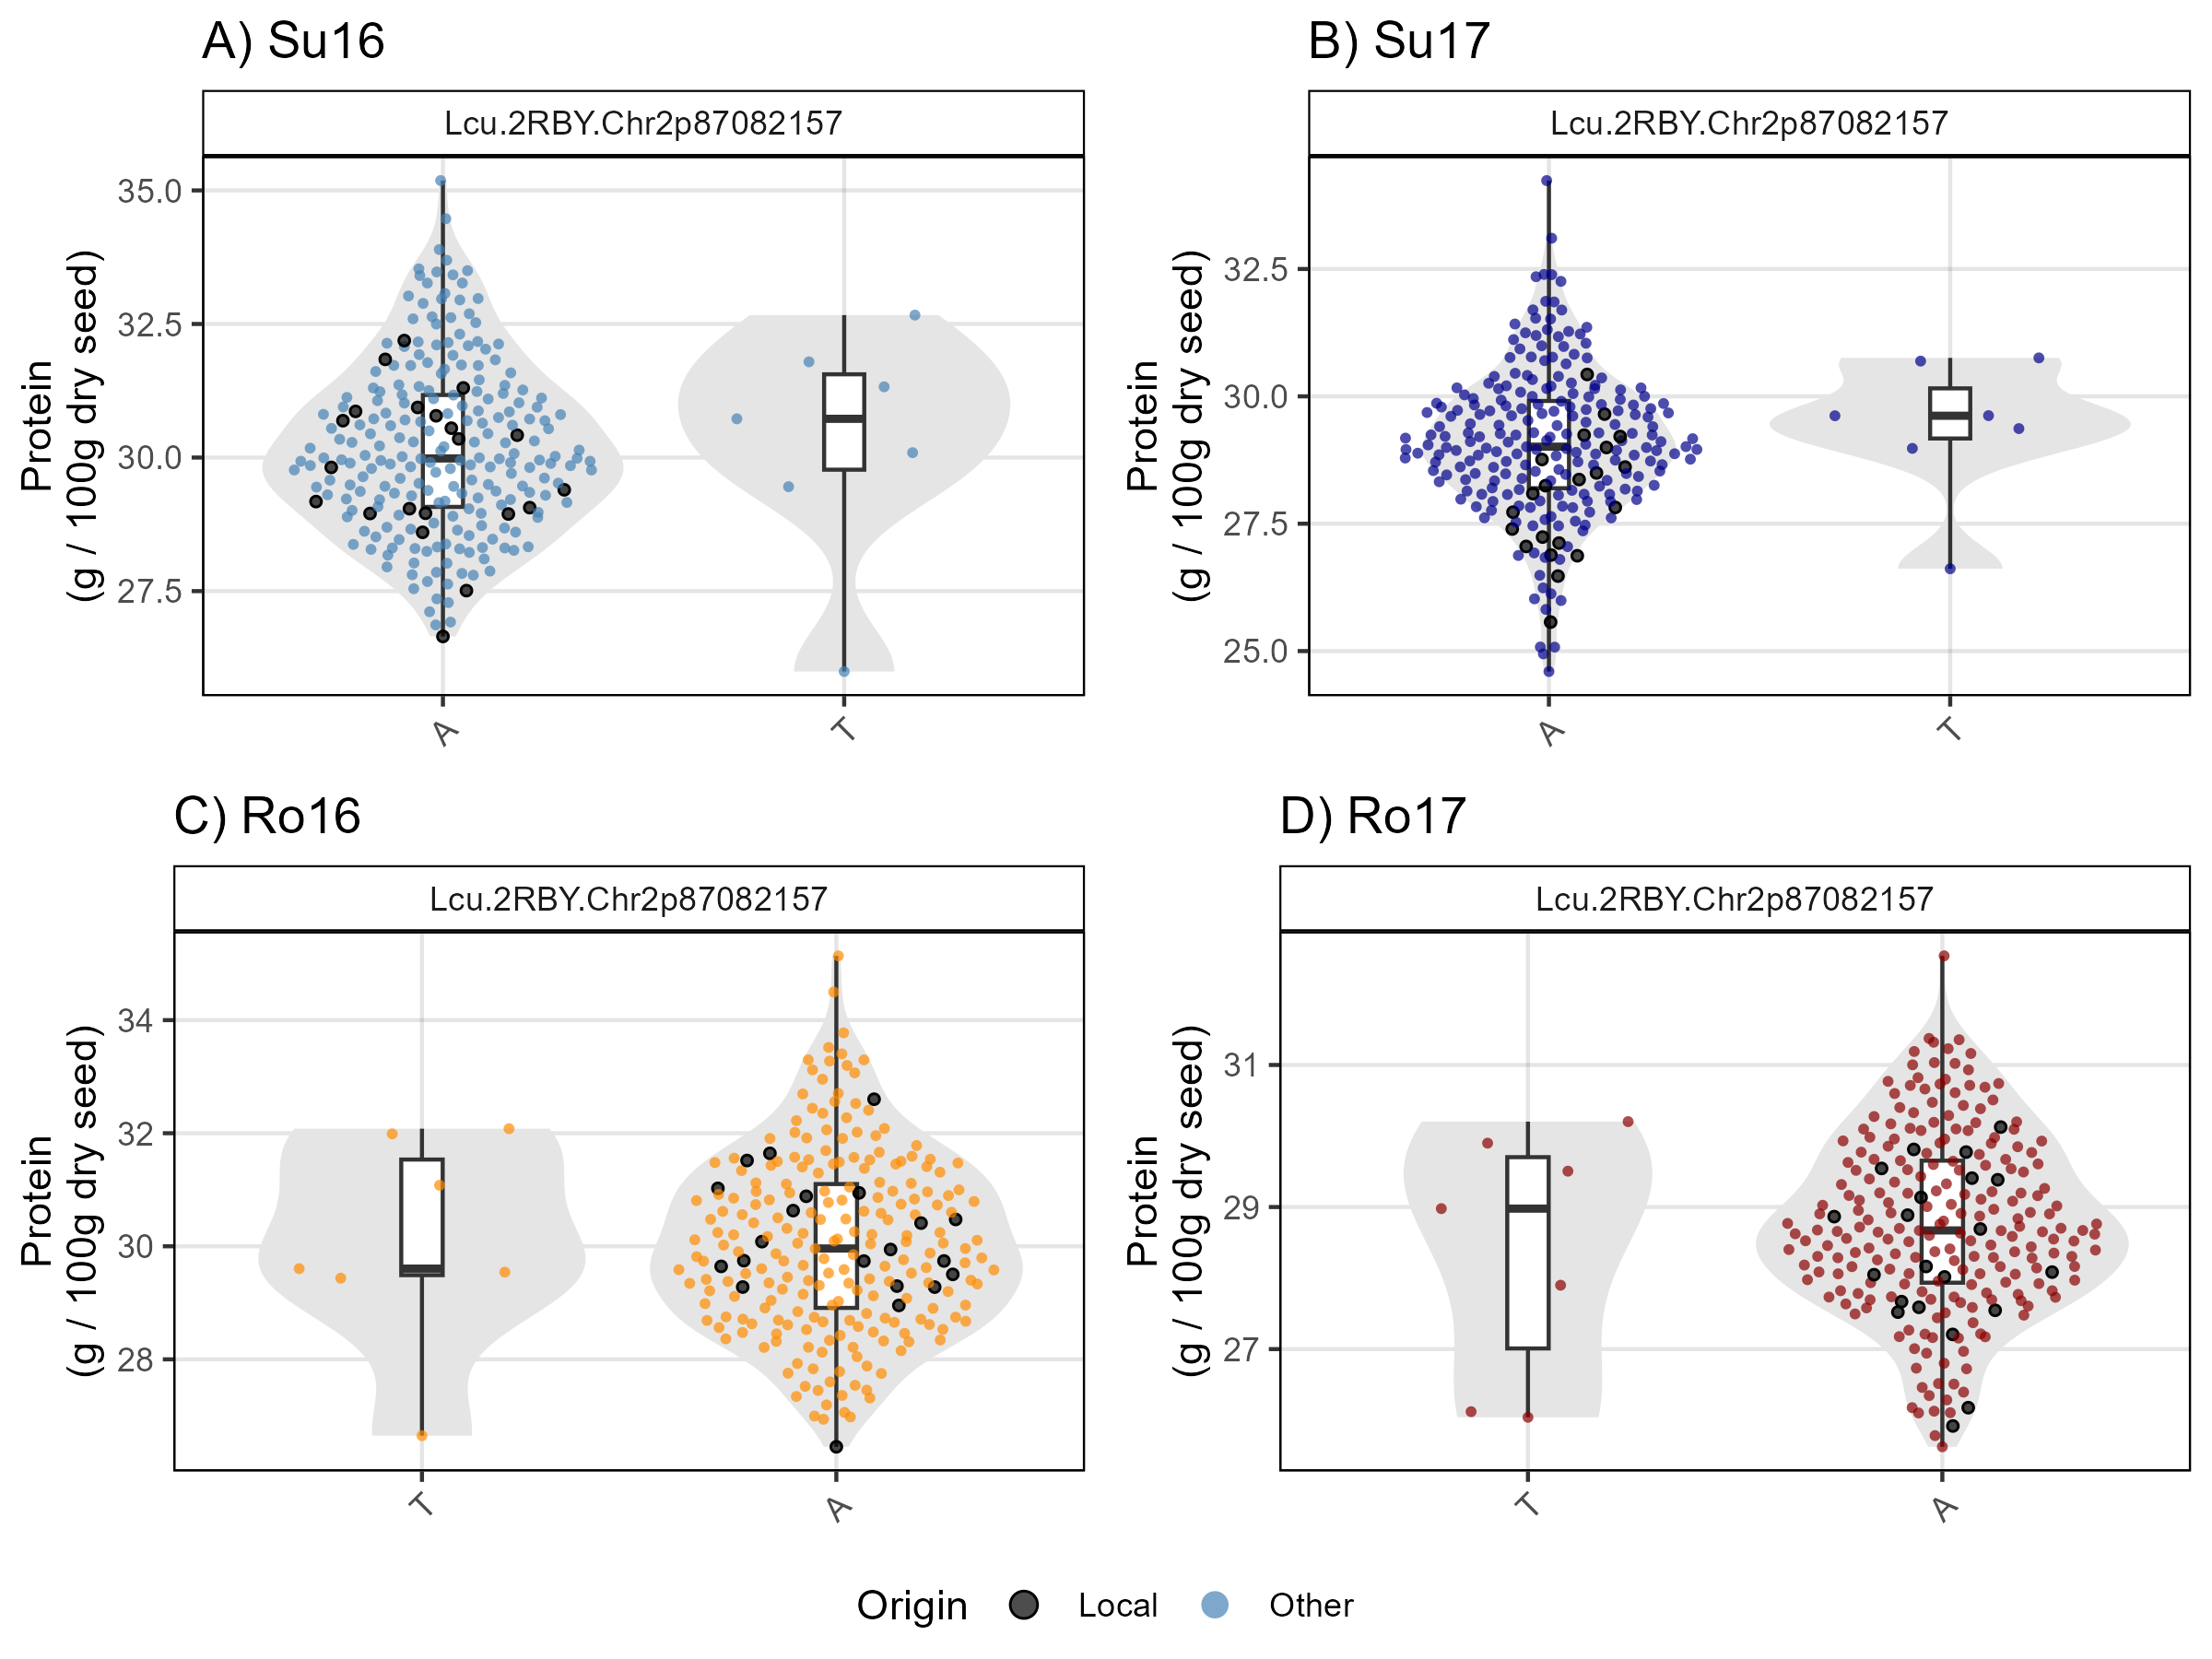 A) Su16
Lcu.2RBY.Chr2p87082157
Protein
(g / 100g dry seed)
35.0
32.5
30.0
27.5
A
T
B) Su17
Lcu.2RBY.Chr2p87082157
Protein
(g / 100g dry seed)
32.5
30.0
27.5
25.0
A
T
C) Ro16
Lcu.2RBY.Chr2p87082157
Protein
(g / 100g dry seed)
34
32
30
28
T
A
D) Ro17
Lcu.2RBY.Chr2p87082157
Protein
(g / 100g dry seed)
31
29
27
T
A
Origin Local Other